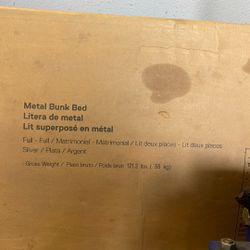 Metal Bunk Bed
Litera de metal
Lit superposé en métal
Full - Full / Matrimonial - Matrimonial / Lit deux places - Lit deux places
Silver / Plata / Argent
Gross Weight / Peso bruto / Poids brut 121.3 lbs. ( 55 kg)